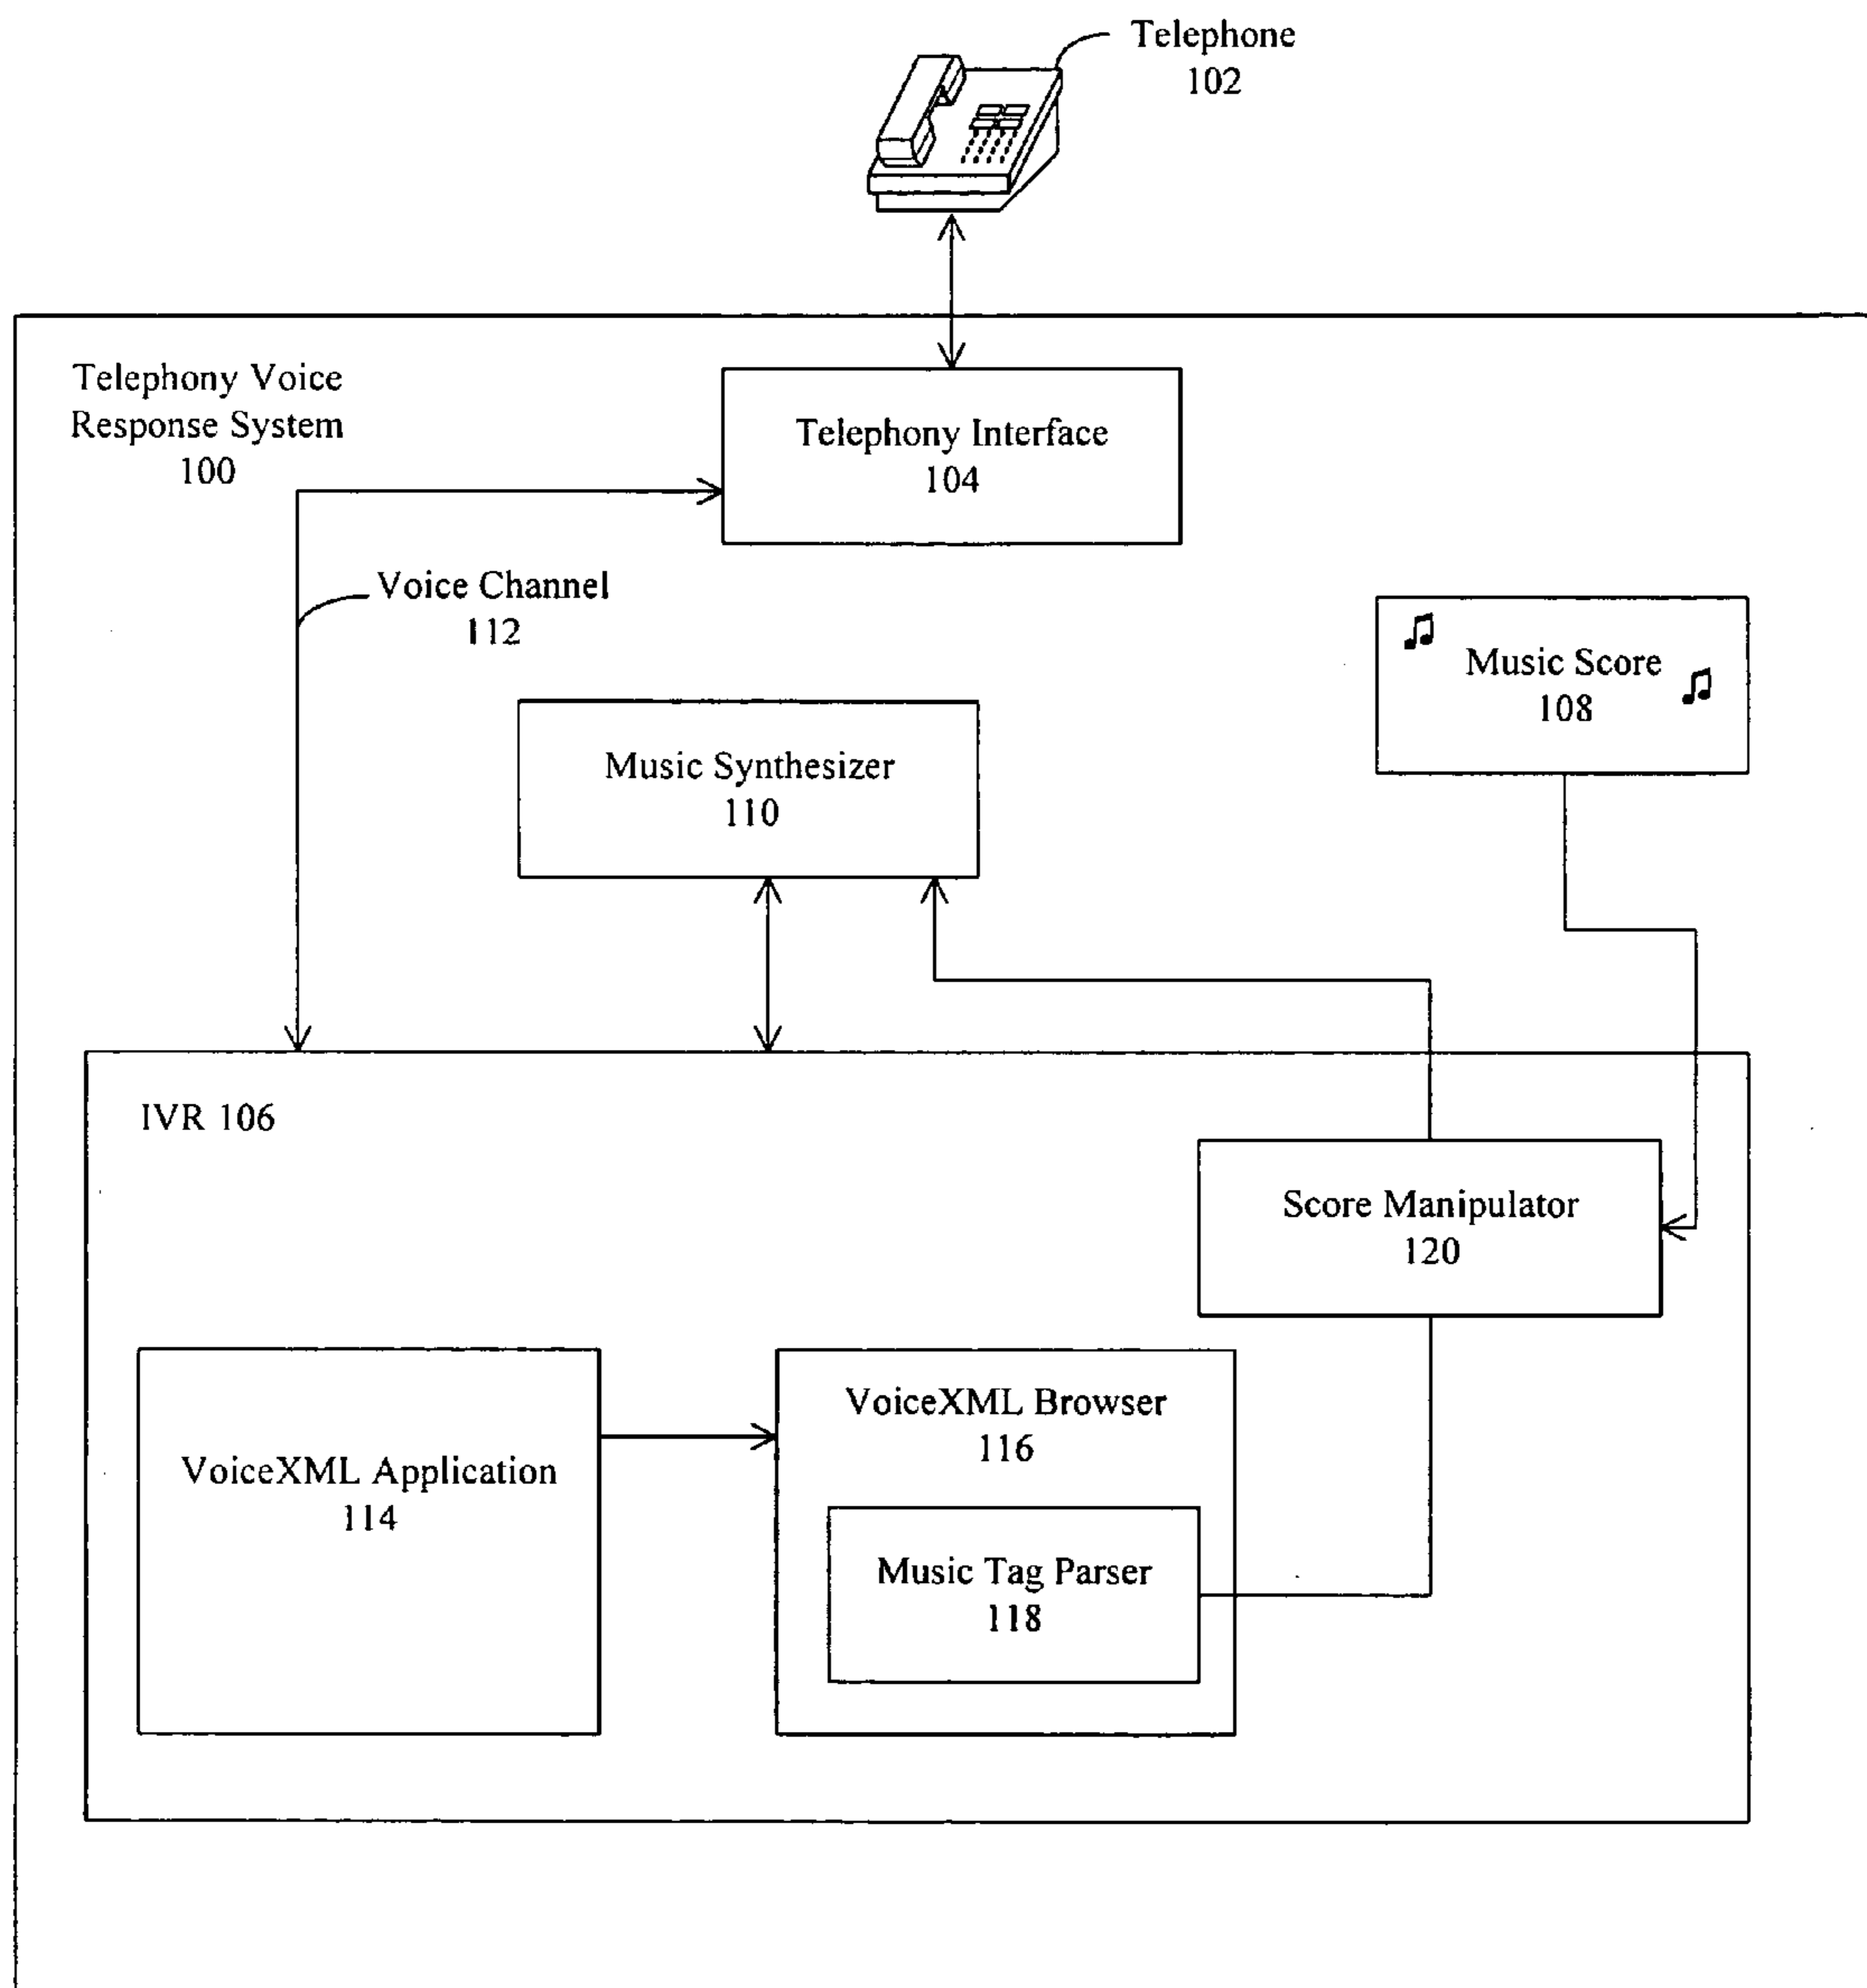 Telephone
102
Telephony Voice
Response System
100
Telephony Interface
104
Voice Channel
112
Music Score
108
Music Synthesizer
110
IVR 106
Score Manipulator
120
VoiceXML Application
114
VoiceXML Browser
116
Music Tag Parser
118